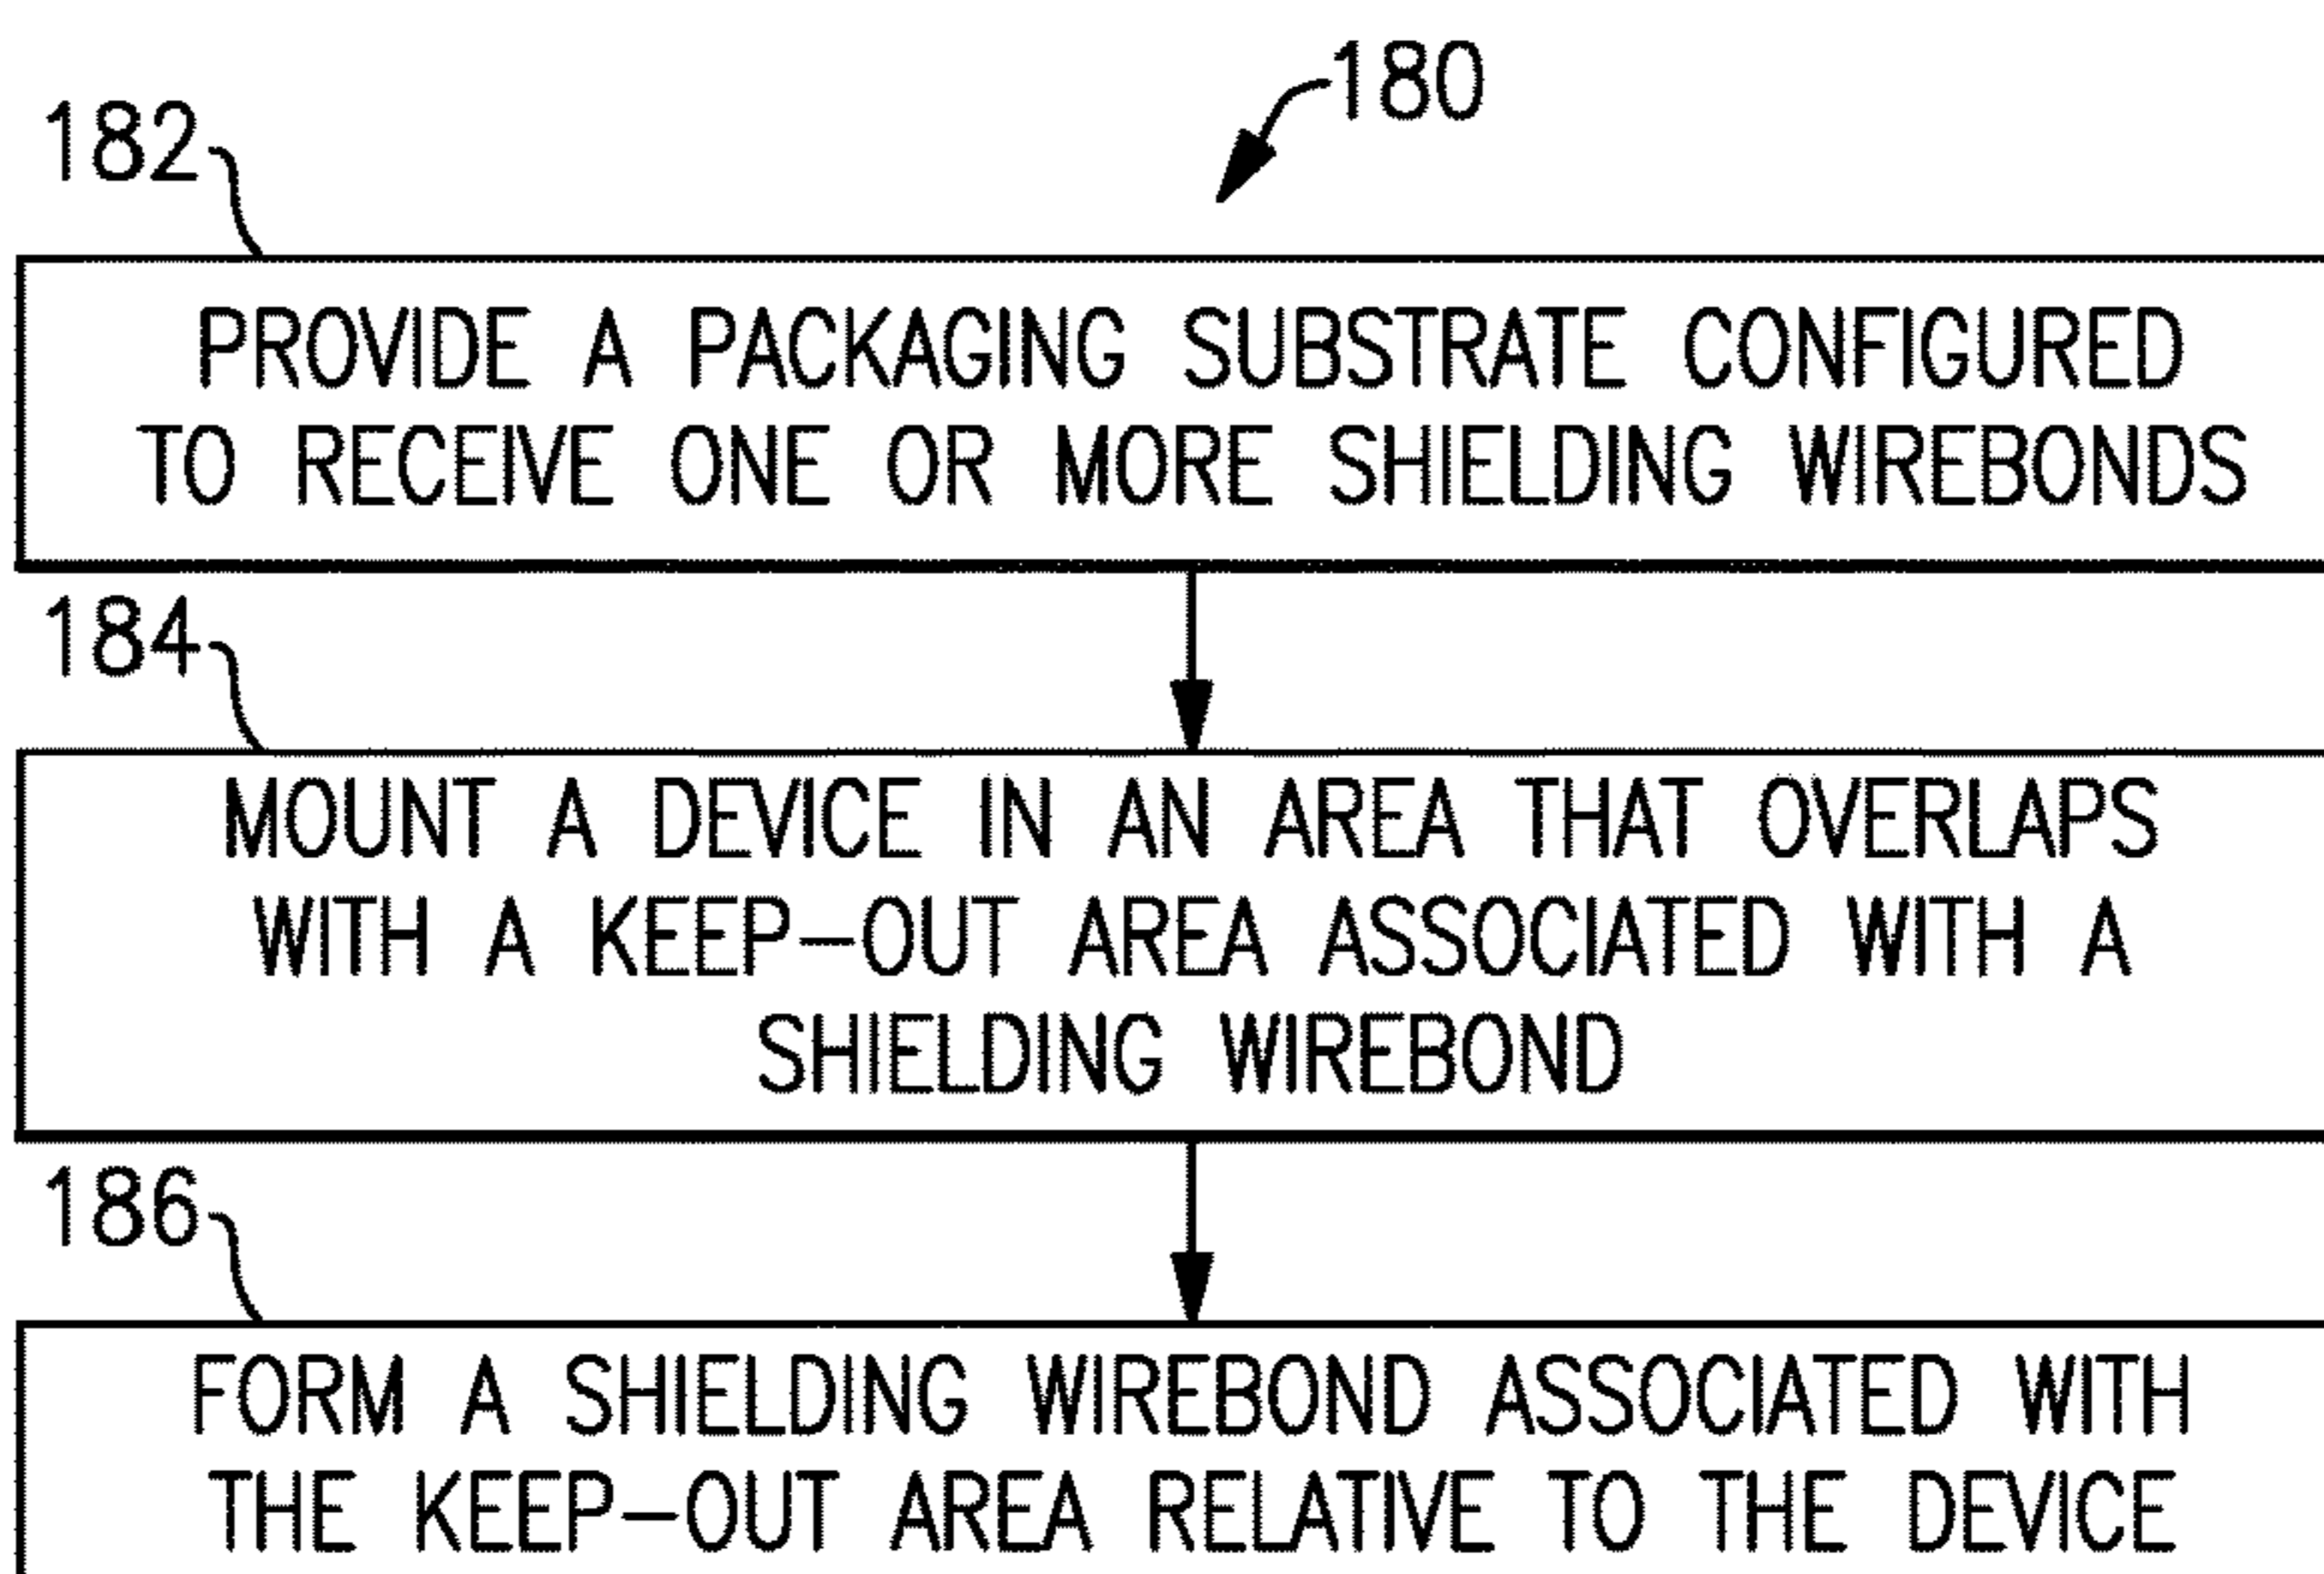 180
182
PROVIDE A PACKAGING SUBSTRATE CONFIGURED
TO RECEIVE ONE OR MORE SHIELDING WIREBONDS
184
MOUNT A DEVICE IN AN AREA THAT OVERLAPS
WITH A KEEP-OUT AREA ASSOCIATED WITH A
SHIELDING WIREBOND
186
FORM A SHIELDING WIREBOND ASSOCIATED WITH
THE KEEP-OUT AREA RELATIVE TO THE DEVICE